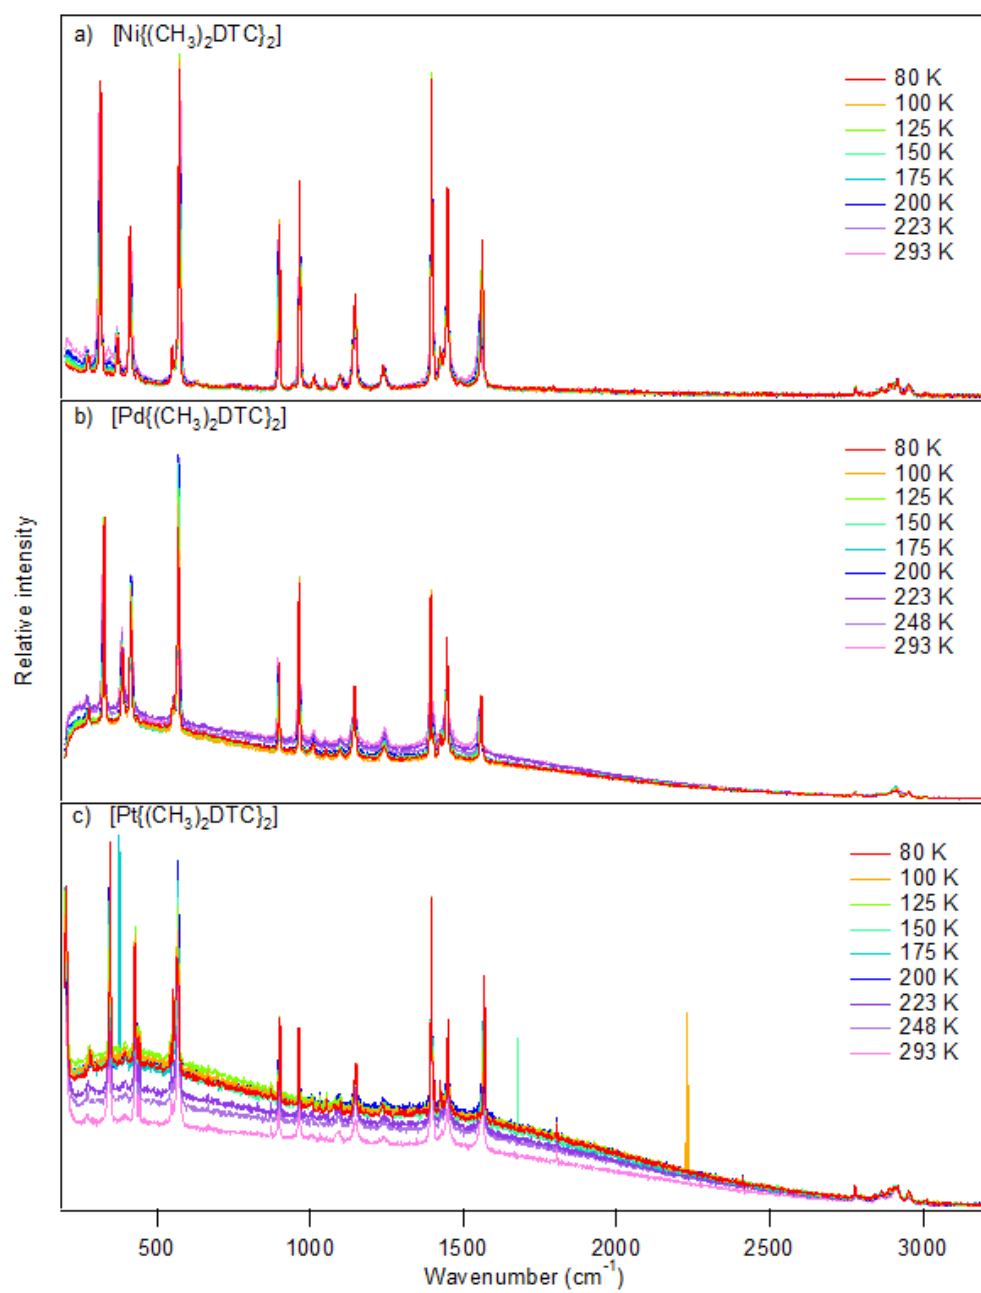 a) [Ni{(CH3)2DTC}2]
80 K
100 K
125 K
150 K
175 K
200 K
223 K
293 K
b) [Pd{(CH3)2DTC}2]
80 K
100 K
125 K
150 K
175 K
200 K
223 K
248 K
293 K
Relative intensity
c) [Pt{(CH3)2DTC}2]
80 K
100 K
125 K
150 K
175 K
200 K
223 K
248 K
293 K
500 1000 1500 2000 2500 3000
Wavenumber (cm-1)